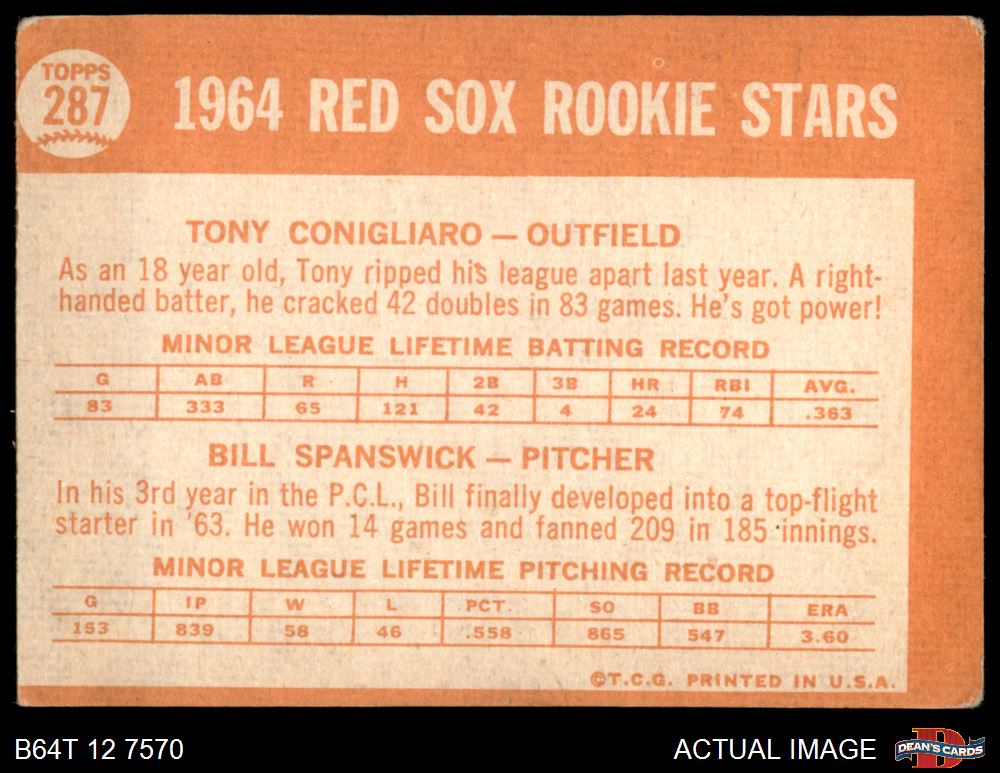 TOPPS
287
1964 RED SOX ROOKIE STARS
TONY CONIGLIARO — OUTFIELD
As an 18 year old, Tony ripped his league apart last year. A right-
handed batter, he cracked 42 doubles in 83 games. He's got power!
MINOR LEAGUE LIFETIME BATTING RECORD
G AB R H 2B 3B HR RBI AVG.
83 333 65 121 42 4 24 74 .363
BILL SPANSWICK — PITCHER
In his 3rd year in the P.C.L., Bill finally developed into a top-flight
starter in '63. He won 14 games and fanned 209 in 185 innings.
MINOR LEAGUE LIFETIME PITCHING RECORD
G IP W L PCT. SO BB ERA
153 839 58 46 .558 865 547 3.60
©T.C.G. PRINTED IN U.S.A.
B64T 12 7570
ACTUAL IMAGE
D
DEAN'S CARDS